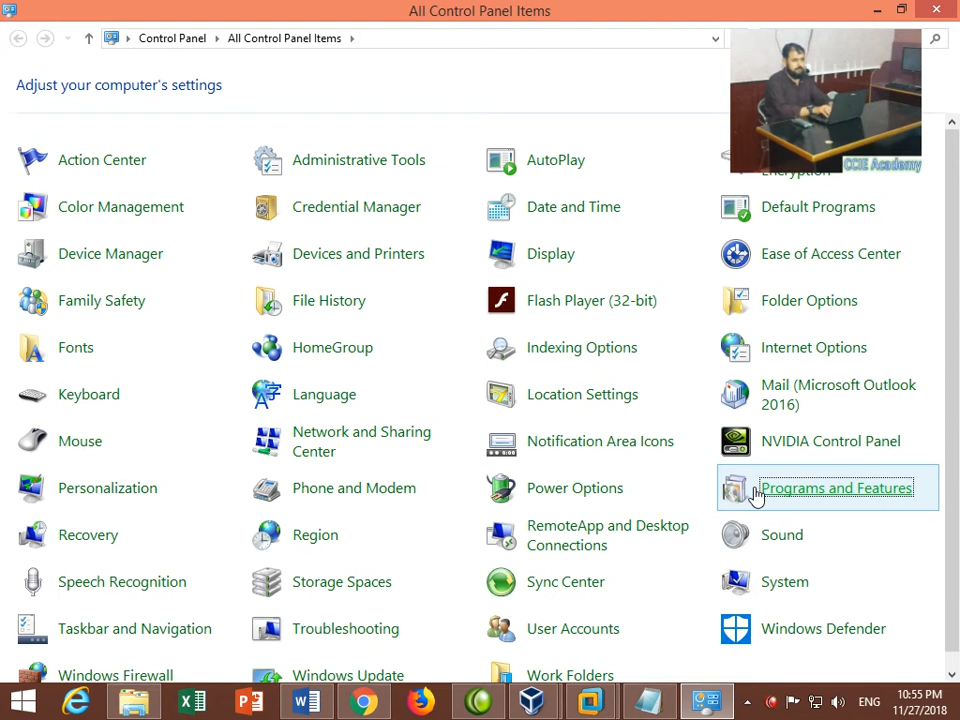 All Control Panel Items
Control Panel
All Control Panel Items
Adjust your computer's settings
CCIE Academy
Action Center
Administrative Tools
AutoPlay
Encryption
Color Management
Credential Manager
Date and Time
Default Programs
Device Manager
Devices and Printers
Display
Ease of Access Center
Family Safety
File History
Flash Player (32-bit)
Folder Options
Fonts
HomeGroup
Indexing Options
Internet Options
Keyboard
Language
Location Settings
Mail (Microsoft Outlook
2016)
Mouse
Network and Sharing
Center
Notification Area Icons
NVIDIA Control Panel
Personalization
Phone and Modem
Power Options
Programs and Features
Recovery
Region
RemoteApp and Desktop
Connections
Sound
Speech Recognition
Storage Spaces
Sync Center
System
Taskbar and Navigation
Troubleshooting
User Accounts
Windows Defender
Windows Firewall
Windows Update
Work Folders
ENG
10:55 PM
11/27/2018